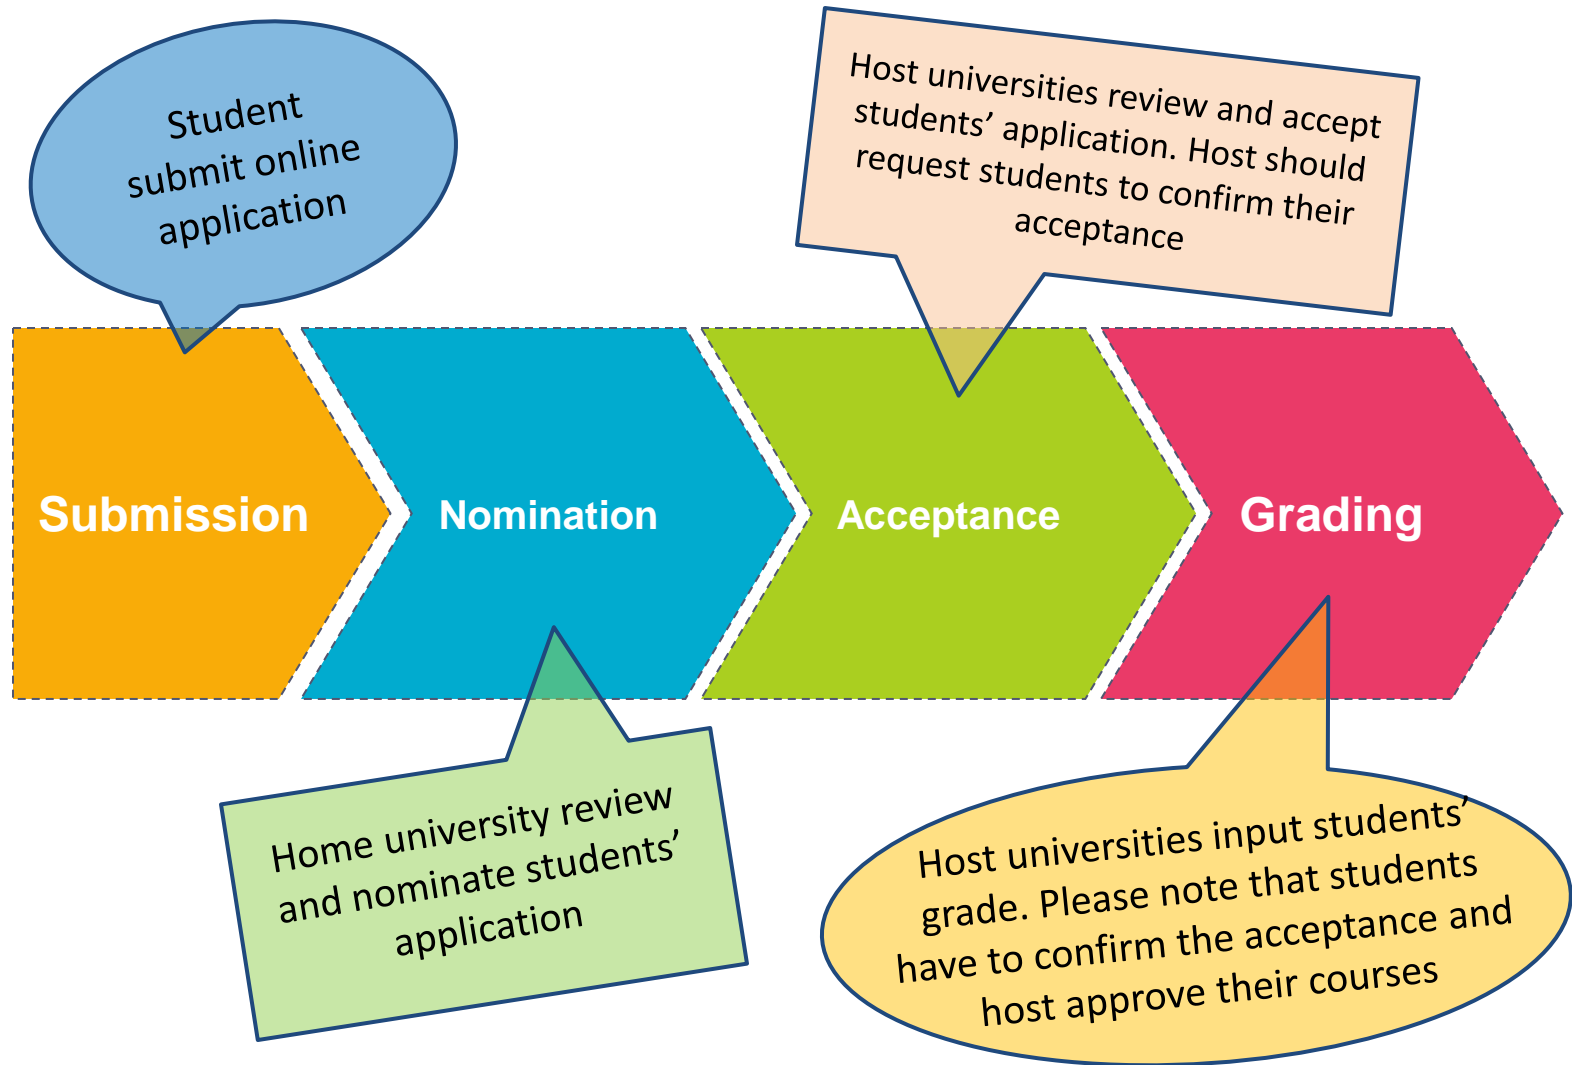 Student
submit online
application
Host universities review and accept
students’ application. Host should
request students to confirm their
acceptance
Submission
Nomination
Acceptance
Grading
Home university review
and nominate students’
application
Host universities input students’
grade. Please note that students
have to confirm the acceptance and
host approve their courses